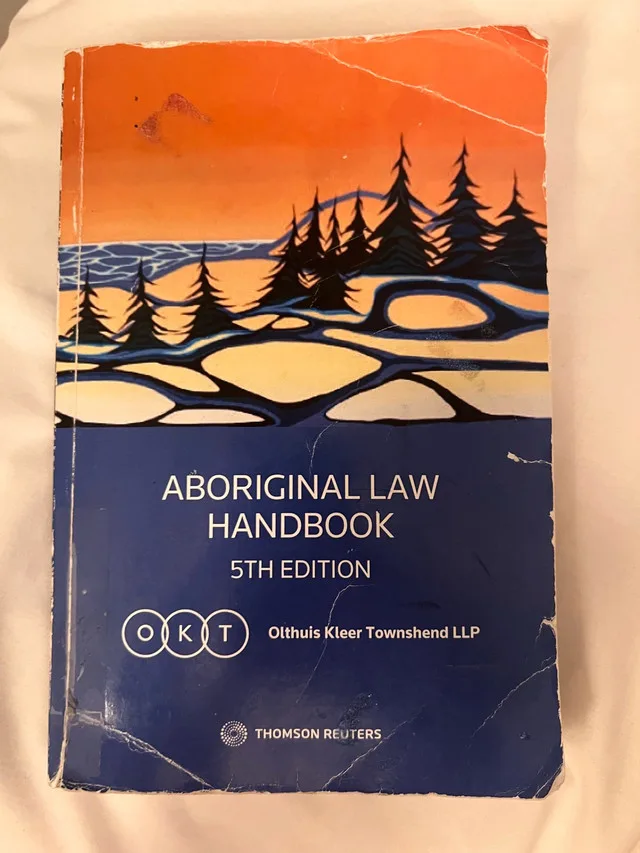 ABORIGINAL LAW
HANDBOOK
5TH EDITION
O K T Olthuis Kleer Townshend LLP
THOMSON REUTERS